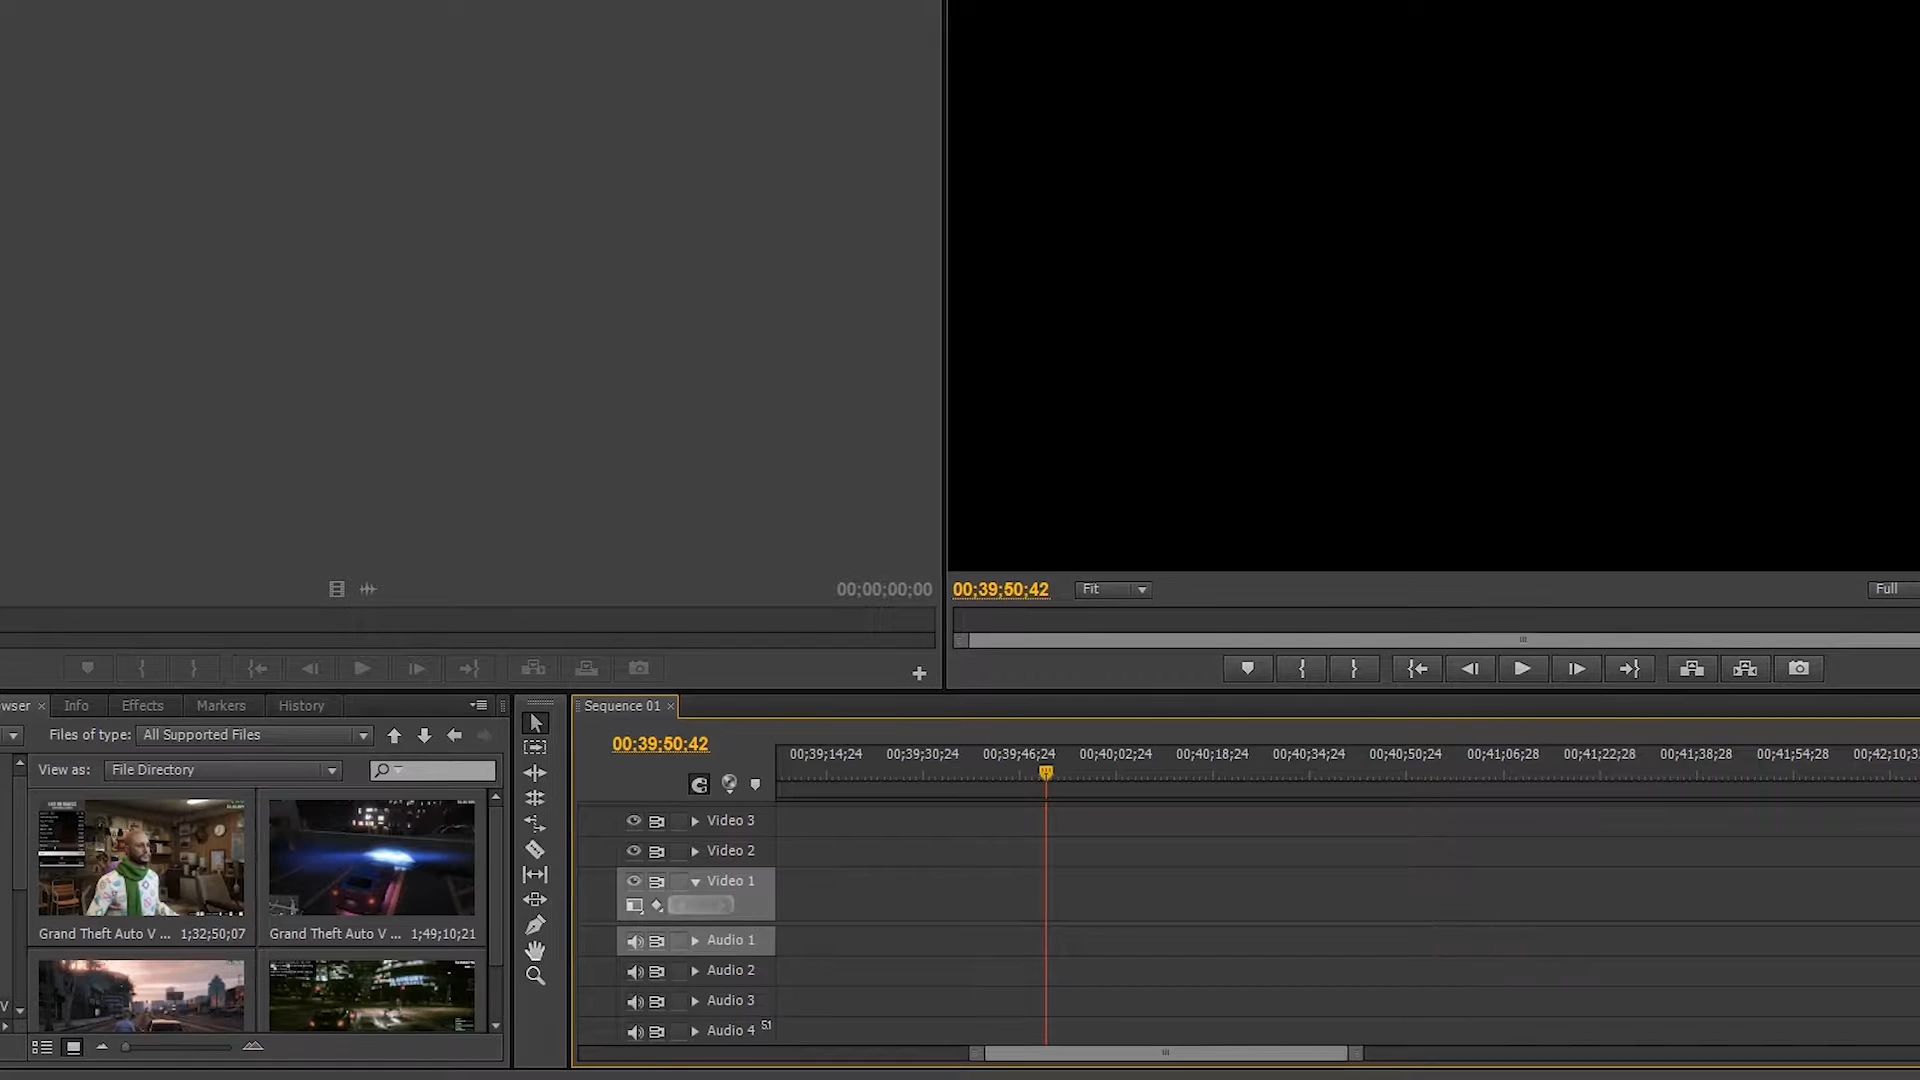 00;00;00;00
00;39;50;42
Fit
Full
wser
Info
Effects
Markers
History
Files of type:
All Supported Files
View as:
File Directory
Grand Theft Auto V ... 1;32;50;07
Grand Theft Auto V ... 1;49;10;21
V
Sequence 01
00;39;50;42
00;39;14;24 00;39;30;24 00;39;46;24 00;40;02;24 00;40;18;24 00;40;34;24 00;40;50;24 00;41;06;28 00;41;22;28 00;41;38;28 00;41;54;28 00;42;10;3
Video 3
Video 2
Video 1
Audio 1
Audio 2
Audio 3
Audio 4 5.1